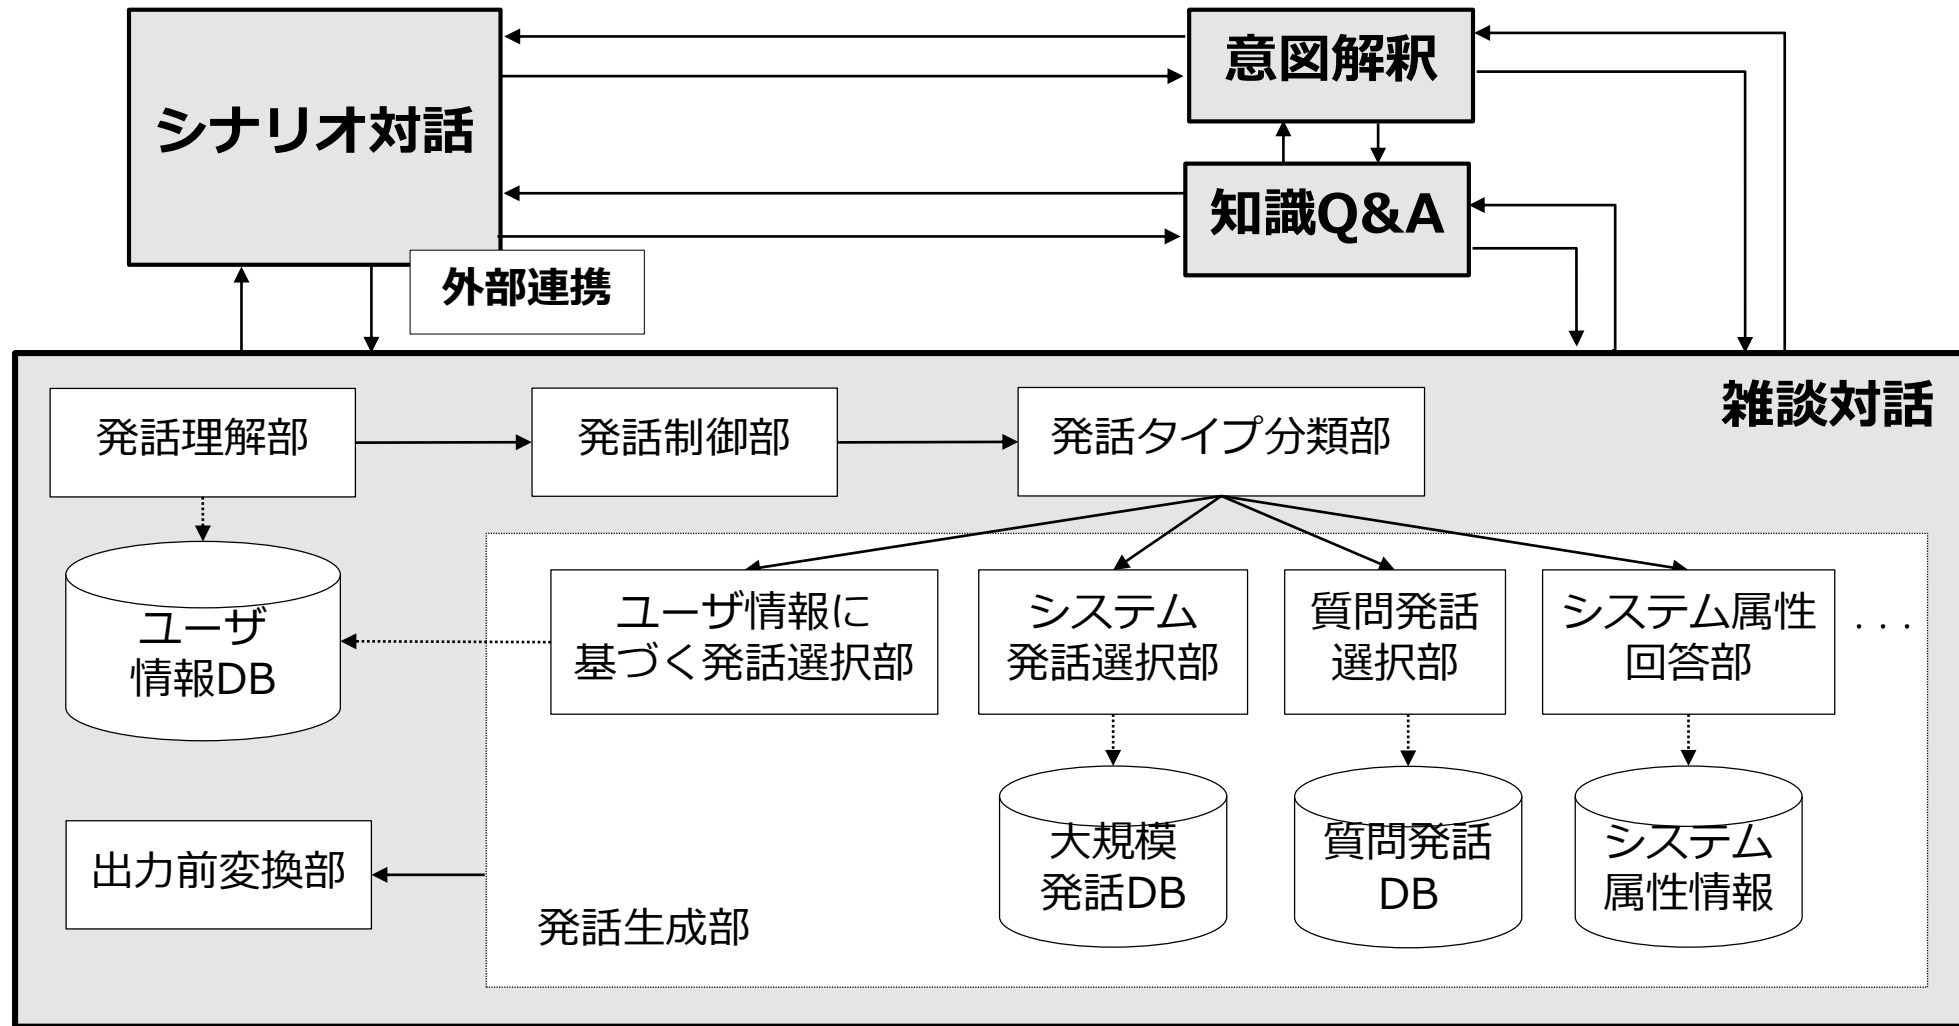 シナリオ対話
意図解釈
知識Q&A
外部連携
雑談対話
発話理解部
発話制御部
発話タイプ分類部
ユーザ
情報DB
ユーザ情報に
基づく発話選択部
システム
発話選択部
質問発話
選択部
システム属性
回答部
...
大規模
発話DB
質問発話
DB
システム
属性情報
出力前変換部
発話生成部